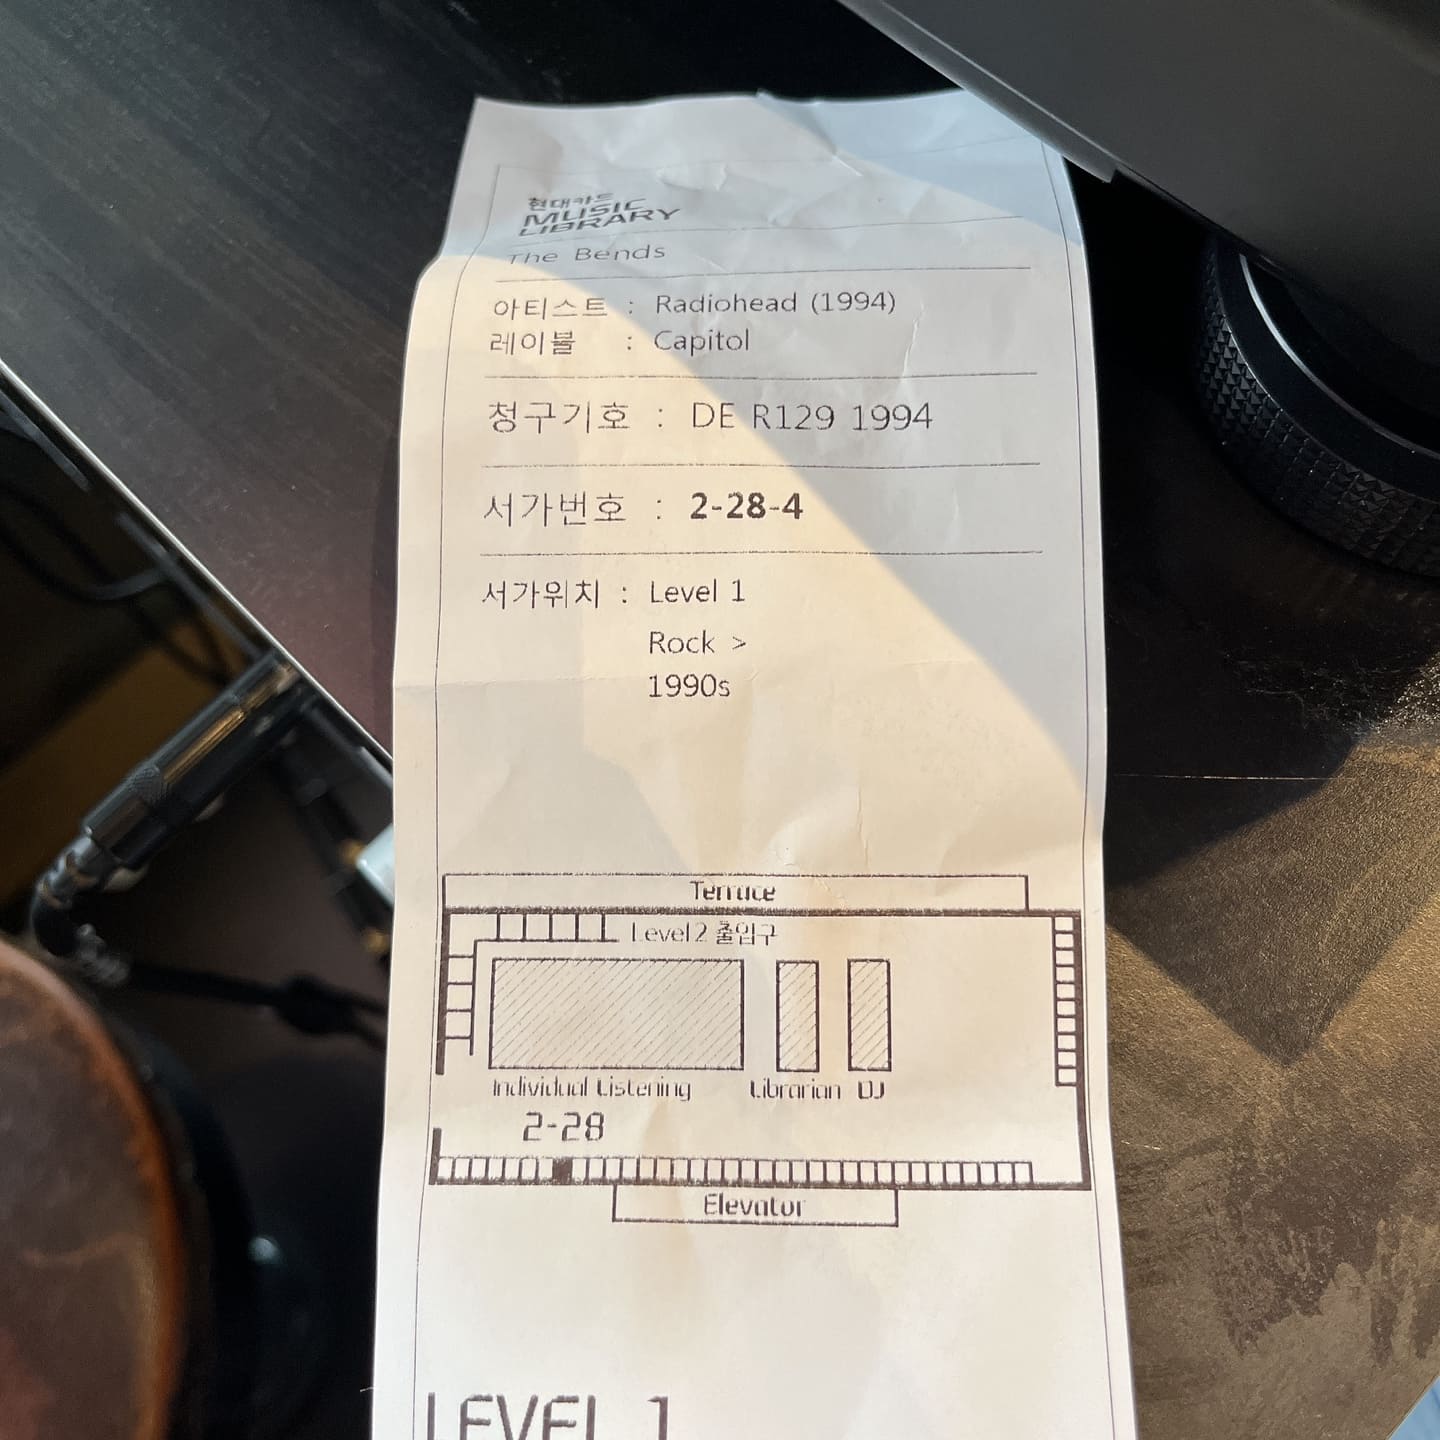 현대카드
MUSIC
LIBRARY
The Bends
아티스트 : Radiohead (1994)
레이블 : Capitol
청구기호 : DE R129 1994
서가번호 : 2-28-4
서가위치 : Level 1
Rock >
1990s
Terrace
Level2 출입구
Individual Listening
Librarian DJ
2-28
Elevator
LEVEL 1